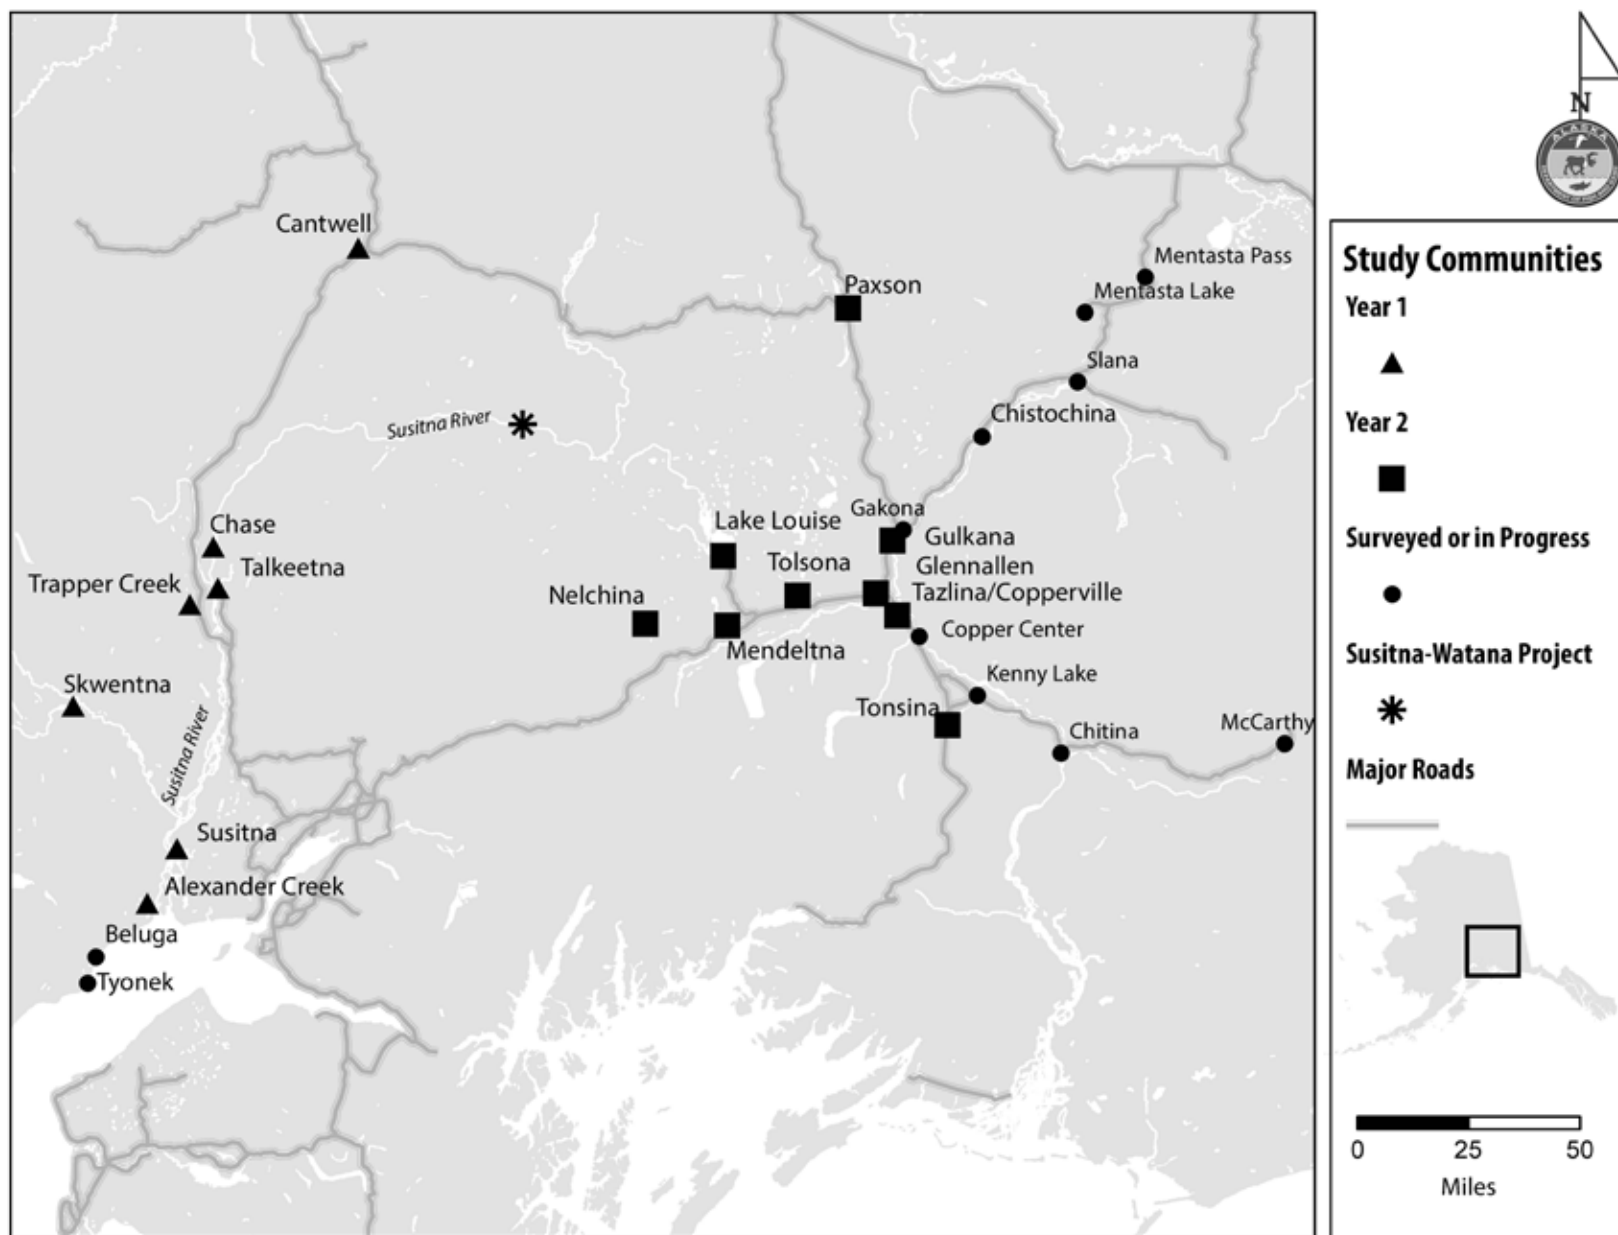 N
ALASKA
Cantwell
Mentasta Pass
Paxson
Mentasta Lake
Slana
Chistochina
Susitna River
Gakona
Chase
Lake Louise
Gulkana
Talkeetna
Tolsona
Glennallen
Trapper Creek
Nelchina
Tazlina/Copperville
Copper Center
Mendeltna
Kenny Lake
Skwentna
Tonsina
Susitna River
Chitina
McCarthy
Susitna
Alexander Creek
Beluga
Tyonek
Study Communities
Year 1
Year 2
Surveyed or in Progress
Susitna-Watana Project
Major Roads
0 25 50
Miles